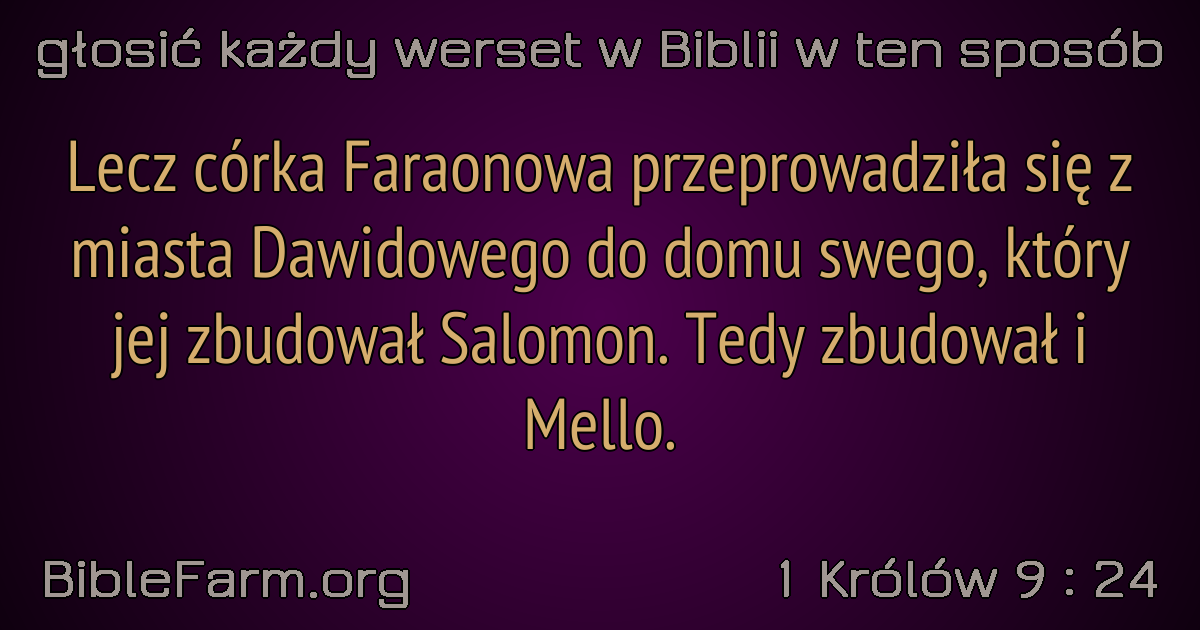 głosić każdy werset w Biblii w ten sposób
Lecz córka Faraonowa przeprowadziła się z
miasta Dawidowego do domu swego, który
jej zbudował Salomon. Tedy zbudował i
Mello.
BibleFarm.org
1 Królów 9 : 24